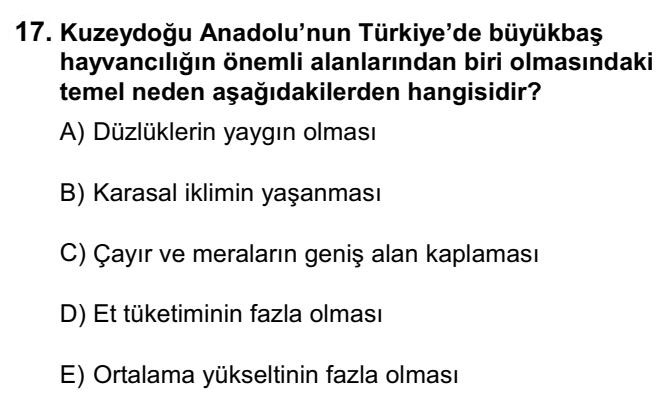 17. Kuzeydoğu Anadolu’nun Türkiye’de büyükbaş
hayvancılığın önemli alanlarından biri olmasındaki
temel neden aşağıdakilerden hangisidir?
A) Düzlüklerin yaygın olması
B) Karasal iklimin yaşanması
C) Çayır ve meraların geniş alan kaplaması
D) Et tüketiminin fazla olması
E) Ortalama yükseltinin fazla olması